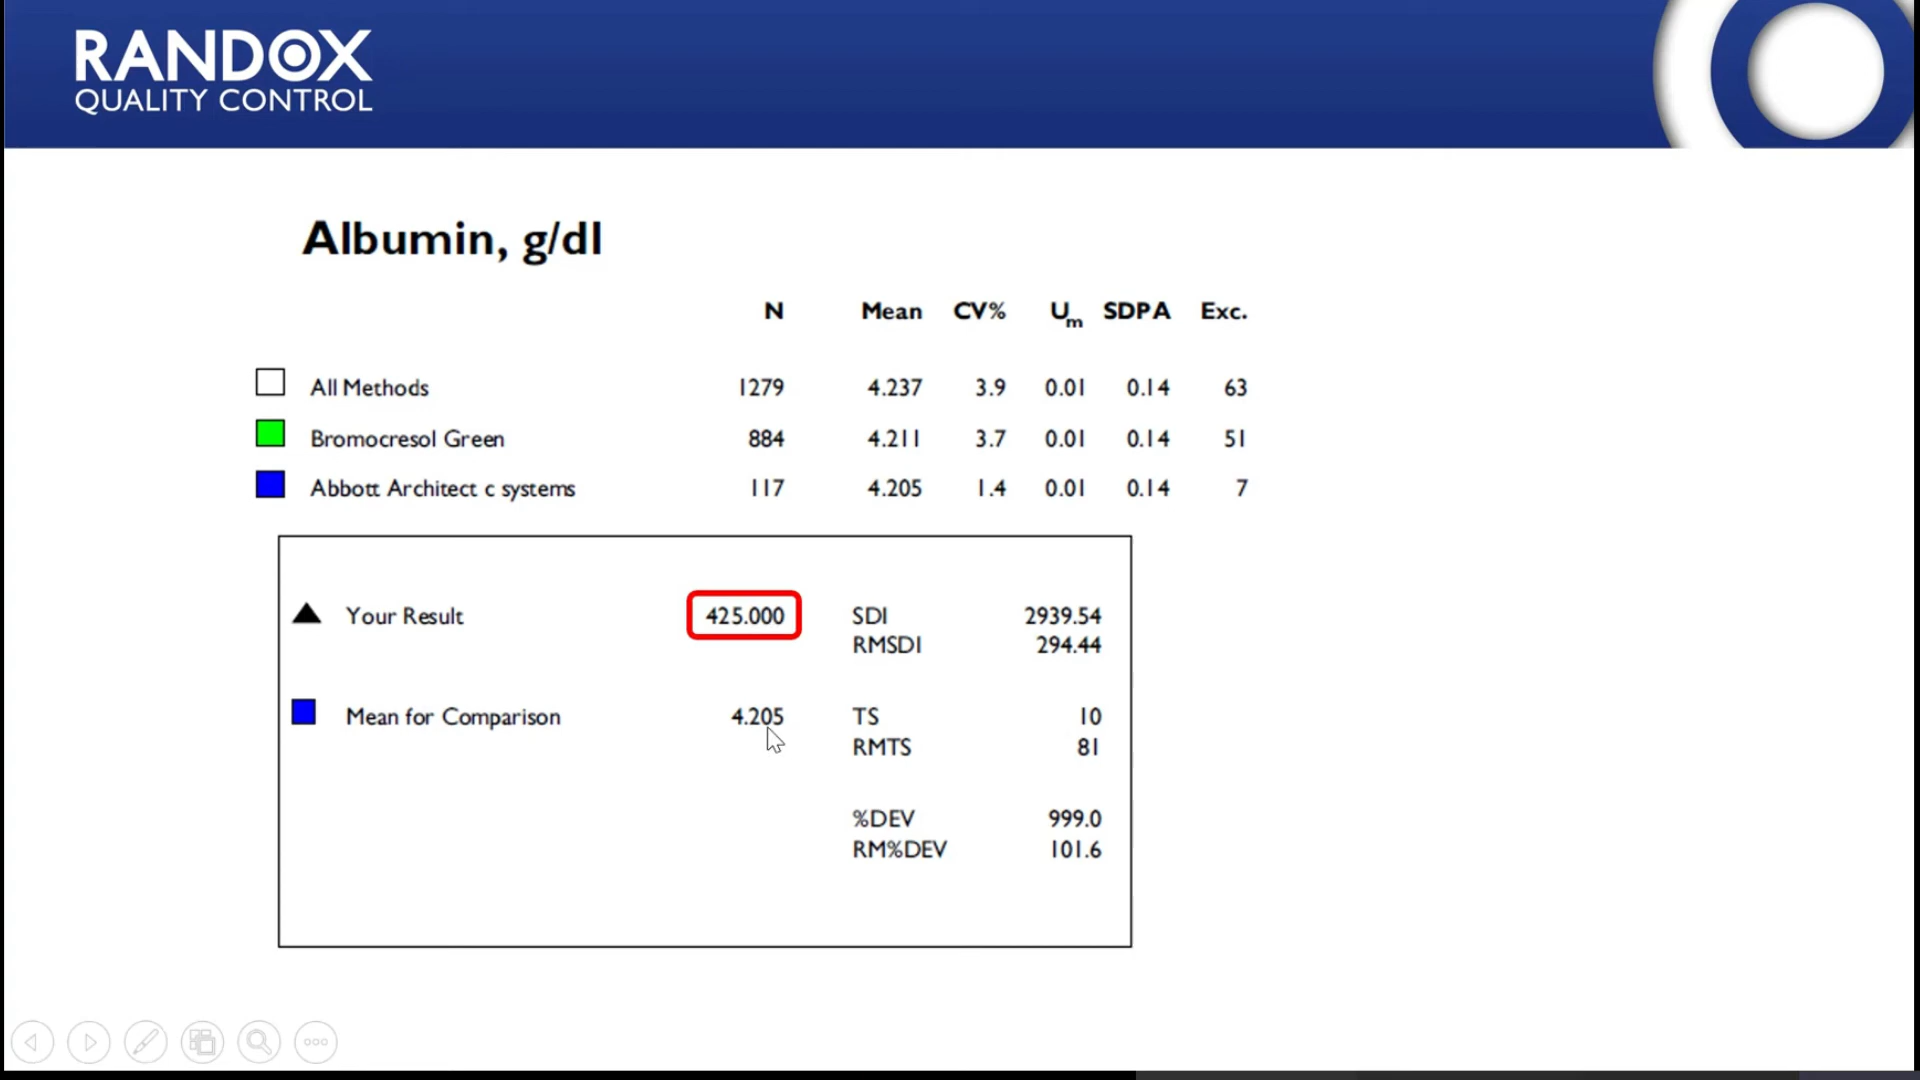 RANDOX
QUALITY CONTROL
Albumin, g/dl
N Mean CV% Um SDPA Exc.
All Methods 1279 4.237 3.9 0.01 0.14 63
Bromocresol Green 884 4.211 3.7 0.01 0.14 51
Abbott Architect c systems 117 4.205 1.4 0.01 0.14 7
Your Result 425.000 SDI 2939.54
RMSDI 294.44
Mean for Comparison 4.205 TS 10
RMTS 81
%DEV 999.0
RM%DEV 101.6